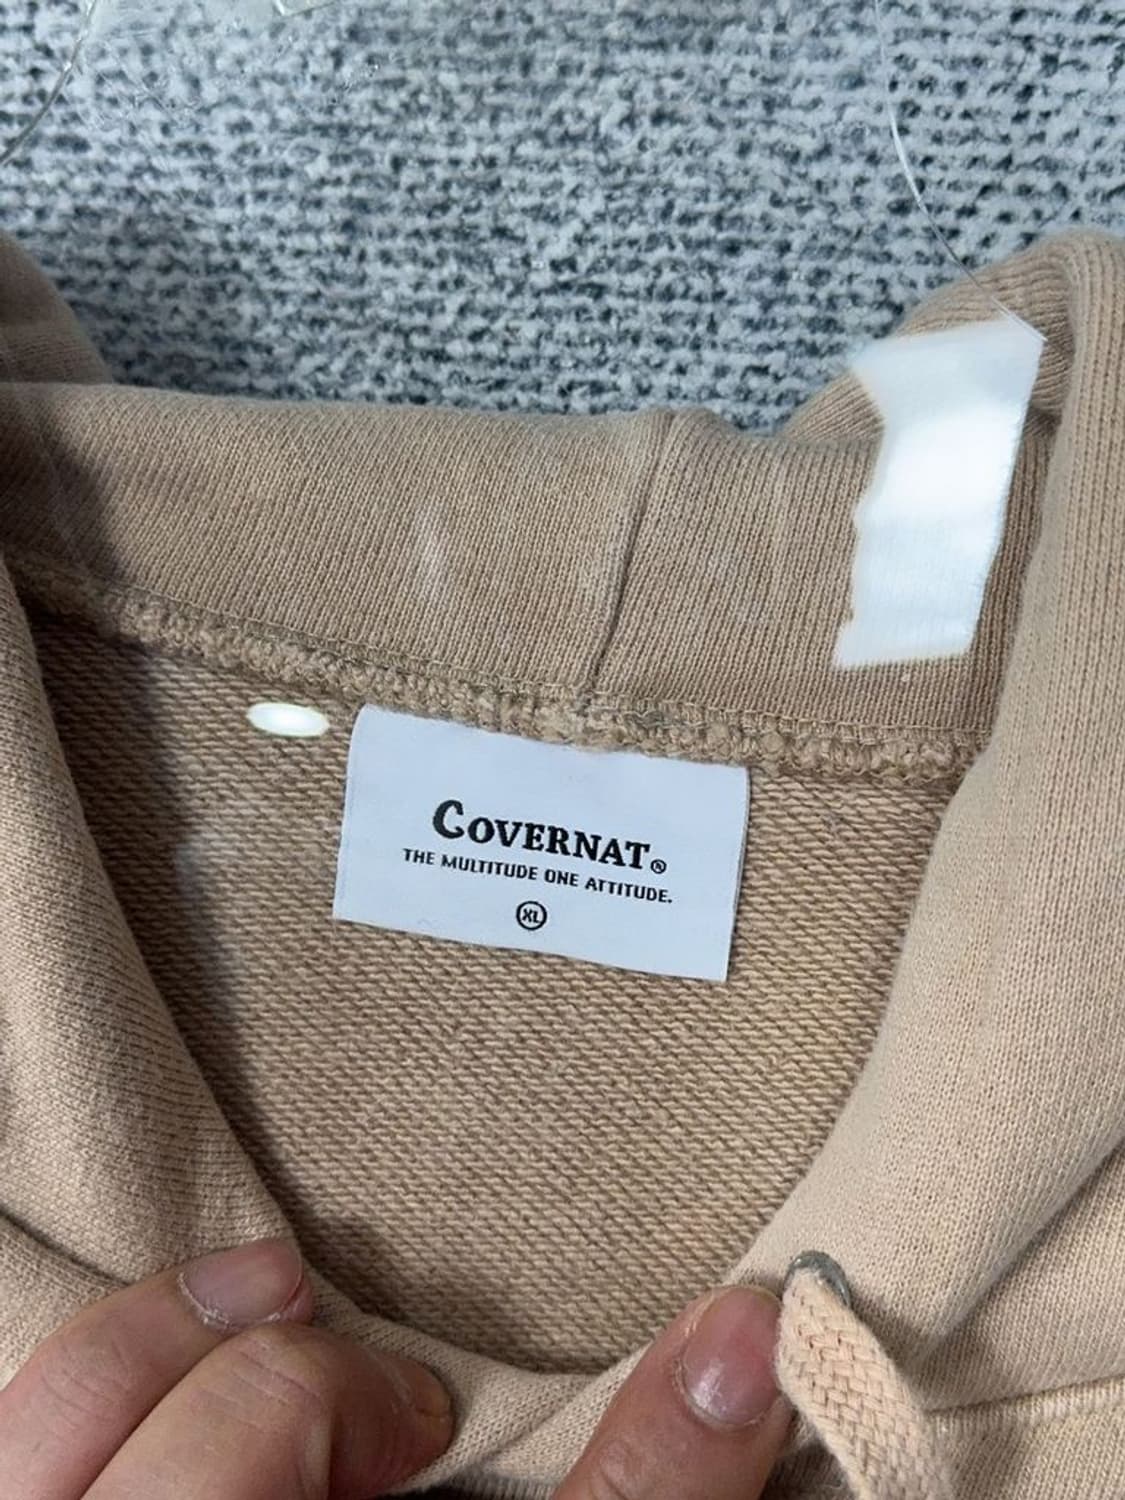 COVERNAT®
THE MULTITUDE ONE ATTITUDE.
XL